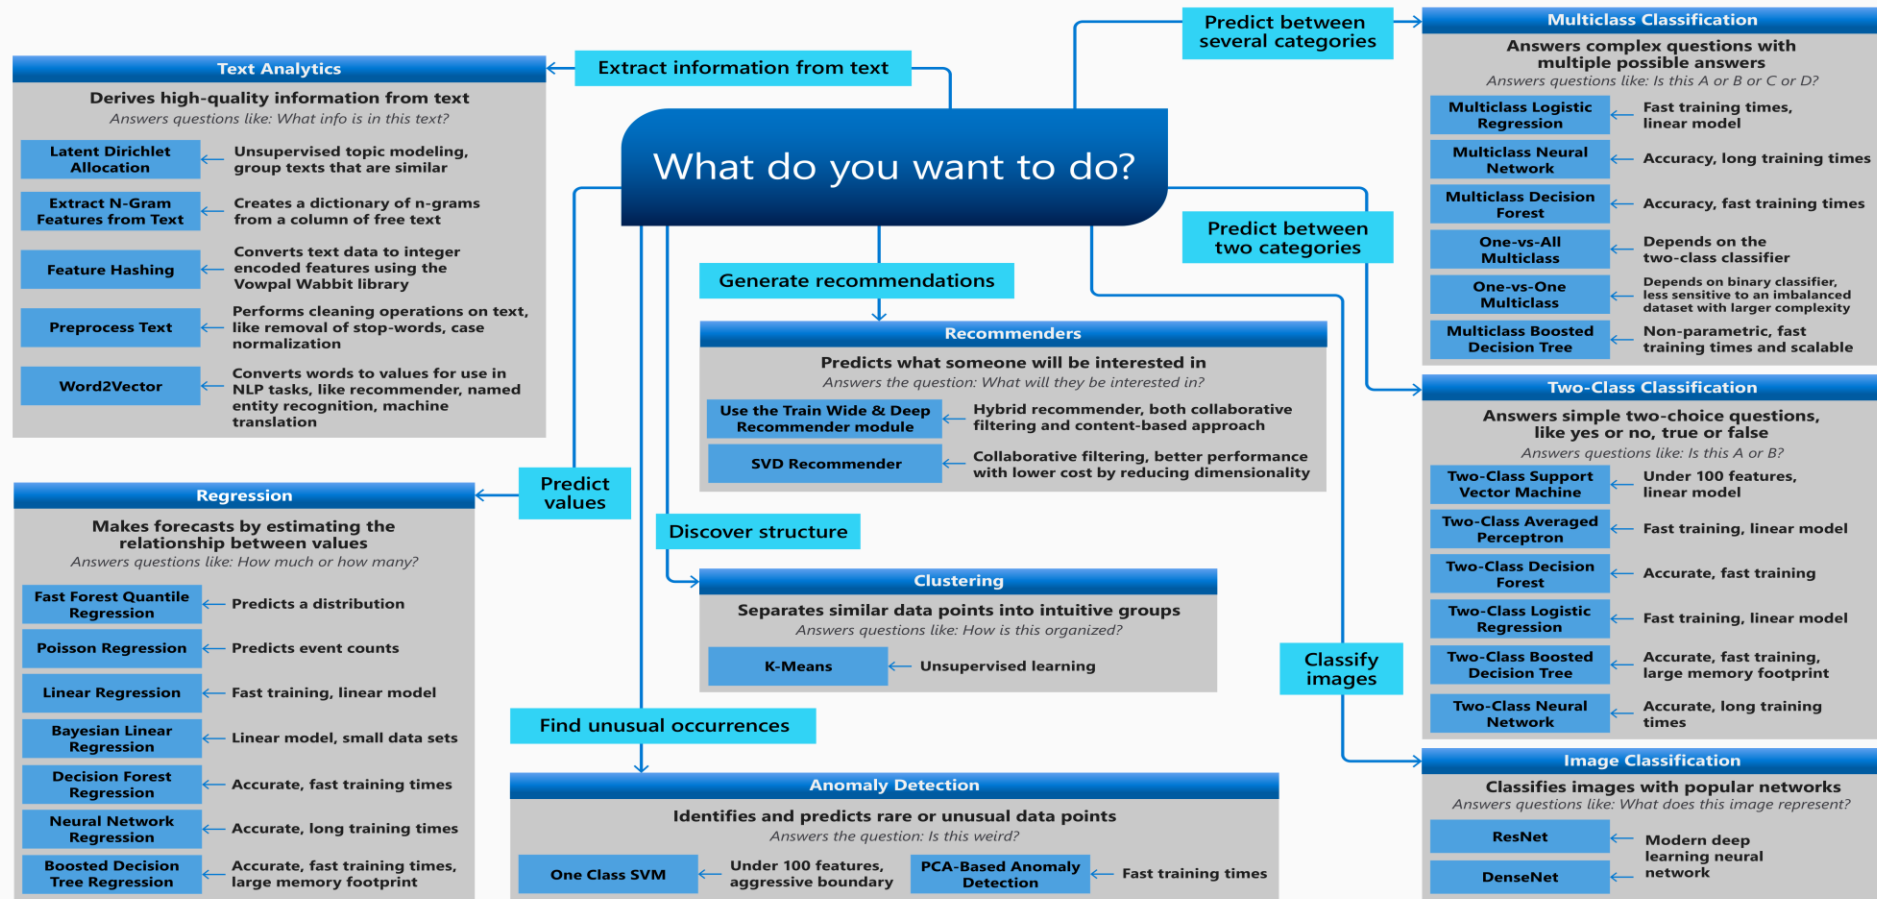 What do you want to do?
Extract information from text
Text Analytics
Derives high-quality information from text
Answers questions like: What info is in this text?
Latent Dirichlet
Allocation
Unsupervised topic modeling,
group texts that are similar
Extract N-Gram
Features from Text
Creates a dictionary of n-grams
from a column of free text
Feature Hashing
Converts text data to integer
encoded features using the
Vowpal Wabbit library
Preprocess Text
Performs cleaning operations on text,
like removal of stop-words, case
normalization
Word2Vector
Converts words to values for use in
NLP tasks, like recommender, named
entity recognition, machine
translation
Predict
values
Regression
Makes forecasts by estimating the
relationship between values
Answers questions like: How much or how many?
Fast Forest Quantile
Regression
Predicts a distribution
Poisson Regression
Predicts event counts
Linear Regression
Fast training, linear model
Bayesian Linear
Regression
Linear model, small data sets
Decision Forest
Regression
Accurate, fast training times
Neural Network
Regression
Accurate, long training times
Boosted Decision
Tree Regression
Accurate, fast training times,
large memory footprint
Generate recommendations
Recommenders
Predicts what someone will be interested in
Answers the question: What will they be interested in?
Use the Train Wide & Deep
Recommender module
Hybrid recommender, both collaborative
filtering and content-based approach
SVD Recommender
Collaborative filtering, better performance
with lower cost by reducing dimensionality
Discover structure
Clustering
Separates similar data points into intuitive groups
Answers questions like: How is this organized?
K-Means
Unsupervised learning
Find unusual occurrences
Anomaly Detection
Identifies and predicts rare or unusual data points
Answers the question: Is this weird?
One Class SVM
Under 100 features,
aggressive boundary
PCA-Based Anomaly
Detection
Fast training times
Predict between
several categories
Multiclass Classification
Answers complex questions with
multiple possible answers
Answers questions like: Is this A or B or C or D?
Multiclass Logistic
Regression
Fast training times,
linear model
Multiclass Neural
Network
Accuracy, long training times
Multiclass Decision
Forest
Accuracy, fast training times
One-vs-All
Multiclass
Depends on the
two-class classifier
One-vs-One
Multiclass
Depends on binary classifier,
less sensitive to an imbalanced
dataset with larger complexity
Multiclass Boosted
Decision Tree
Non-parametric, fast
training times and scalable
Predict between
two categories
Two-Class Classification
Answers simple two-choice questions,
like yes or no, true or false
Answers questions like: Is this A or B?
Two-Class Support
Vector Machine
Under 100 features,
linear model
Two-Class Averaged
Perceptron
Fast training, linear model
Two-Class Decision
Forest
Accurate, fast training
Two-Class Logistic
Regression
Fast training, linear model
Two-Class Boosted
Decision Tree
Accurate, fast training,
large memory footprint
Two-Class Neural
Network
Accurate, long training
times
Classify
images
Image Classification
Classifies images with popular networks
Answers questions like: What does this image represent?
ResNet
DenseNet
Modern deep
learning neural
network